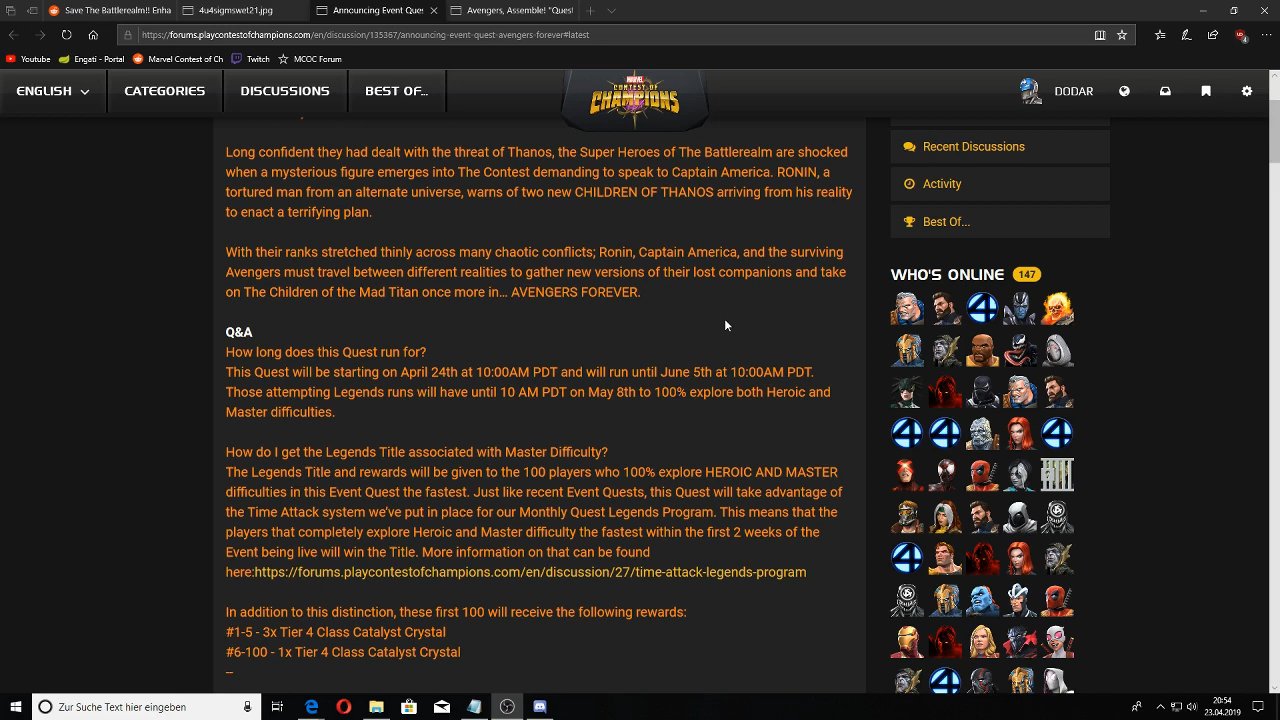 Save The Battlerealm!! Enha
4u4sigmswet21.jpg
Announcing Event Ques
Avengers, Assemble! "Quest
https://forums.playcontestofchampions.com/en/discussion/135367/announcing-event-quest-avengers-forever#latest
Youtube
Engati - Portal
Marvel Contest of Ch
Twitch
MCOC Forum
ENGLISH
CATEGORIES
DISCUSSIONS
BEST OF...
MARVEL
CONTEST OF
CHAMPIONS
DODAR
Long confident they had dealt with the threat of Thanos, the Super Heroes of The Battlerealm are shocked
when a mysterious figure emerges into The Contest demanding to speak to Captain America. RONIN, a
tortured man from an alternate universe, warns of two new CHILDREN OF THANOS arriving from his reality
to enact a terrifying plan.
With their ranks stretched thinly across many chaotic conflicts; Ronin, Captain America, and the surviving
Avengers must travel between different realities to gather new versions of their lost companions and take
on The Children of the Mad Titan once more in… AVENGERS FOREVER.
Q&A
How long does this Quest run for?
This Quest will be starting on April 24th at 10:00AM PDT and will run until June 5th at 10:00AM PDT.
Those attempting Legends runs will have until 10 AM PDT on May 8th to 100% explore both Heroic and
Master difficulties.
How do I get the Legends Title associated with Master Difficulty?
The Legends Title and rewards will be given to the 100 players who 100% explore HEROIC AND MASTER
difficulties in this Event Quest the fastest. Just like recent Event Quests, this Quest will take advantage of
the Time Attack system we've put in place for our Monthly Quest Legends Program. This means that the
players that completely explore Heroic and Master difficulty the fastest within the first 2 weeks of the
Event being live will win the Title. More information on that can be found
here:https://forums.playcontestofchampions.com/en/discussion/27/time-attack-legends-program
In addition to this distinction, these first 100 will receive the following rewards:
#1-5 - 3x Tier 4 Class Catalyst Crystal
#6-100 - 1x Tier 4 Class Catalyst Crystal
--
Recent Discussions
Activity
Best Of...
WHO'S ONLINE 147
Zur Suche Text hier eingeben
20:54
23.04.2019